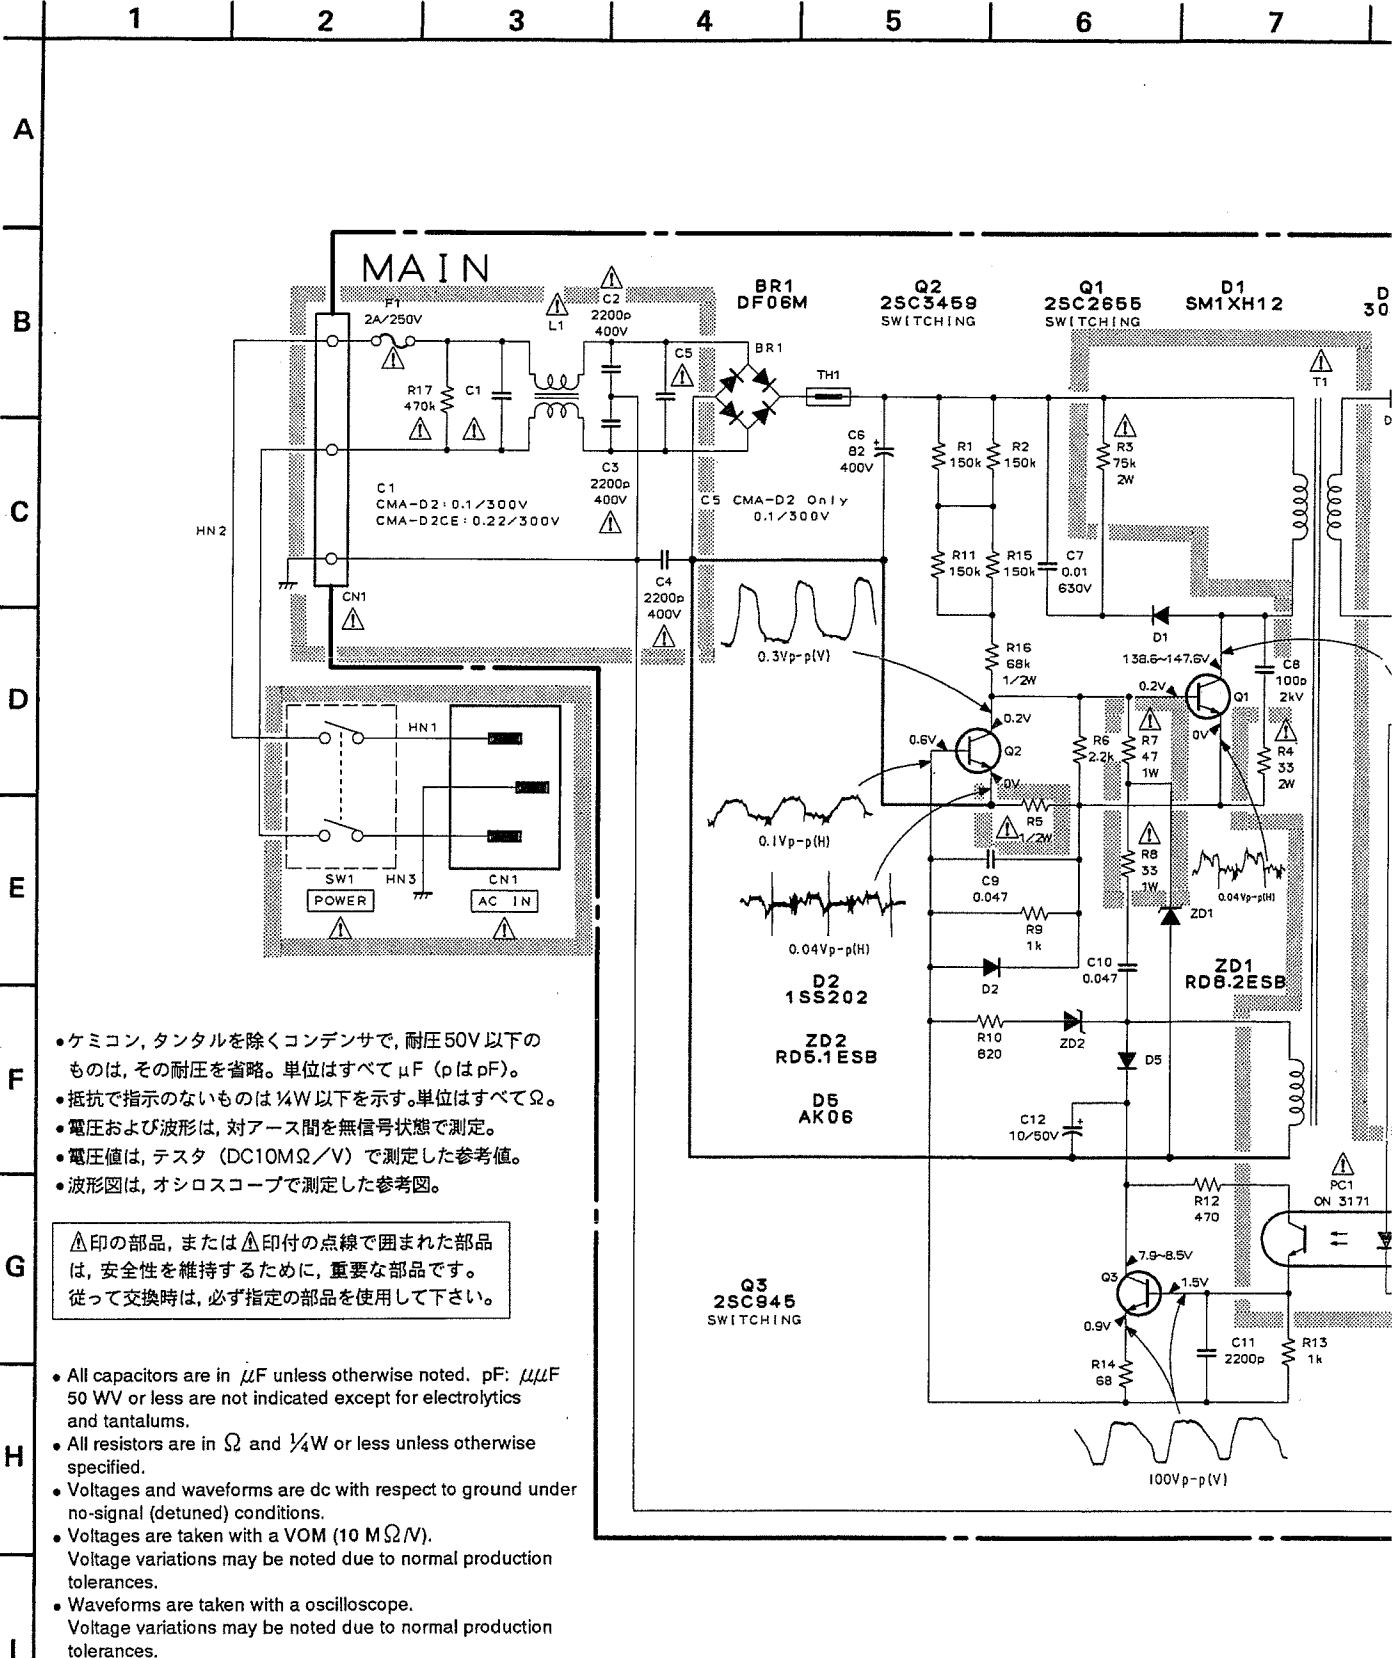 1 2 3 4 5 6 7
A
B
C
D
E
F
G
H
I
MAIN
F1
2A/250V
L1
C2
2200p
400V
BR1
DF06M
Q2
2SC3459
SWITCHING
Q1
2SC2655
SWITCHING
D1
SM1XH12
D
30
C5
BR1
TH1
T1
R17
470k
C1
C6
82
400V
+
R1
150k
R2
150k
R3
75k
2W
D
C3
2200p
400V
C1
CMA-D2:0.1/300V
CMA-D2CE:0.22/300V
C5 CMA-D2 Only
0.1/300V
HN2
R11
150k
R15
150k
C7
0.01
630V
CN1
C4
2200p
400V
D1
0.3Vp-p(V)
R16
68k
1/2W
138.6~147.6V
C8
100p
2kV
0.2V
Q1
0V
HN1
0.2V
0.6V
Q2
0V
R6
2.2k
R7
47
1W
R4
33
2W
R5
1/2W
0.1Vp-p(H)
R8
33
1W
0.04Vp-p(H)
C9
0.047
SW1
POWER
HN3
CN1
AC IN
R9
1k
ZD1
0.04Vp-p(H)
D2
1SS202
D2
C10
0.047
ZD1
RD8.2ESB
ZD2
RD5.1ESB
R10
820
ZD2
D5
D5
AK06
C12
10/50V
+
•ケミコン, タンタルを除くコンデンサで, 耐圧50V以下の
ものは, その耐圧を省略。単位はすべてμF (pはpF)。
•抵抗で指示のないものは¼W以下を示す。単位はすべてΩ。
•電圧および波形は, 対アース間を無信号状態で測定。
•電圧値は, テスタ (DC10MΩ/V) で測定した参考値。
•波形図は, オシロスコープで測定した参考図。
PC1
ON 3171
R12
470
⚠印の部品, または⚠印付の点線で囲まれた部品
は, 安全性を維持するために, 重要な部品です。
従って交換時は, 必ず指定の部品を使用して下さい。
7.9~8.5V
Q3
1.5V
0.9V
Q3
2SC945
SWITCHING
R14
68
C11
2200p
R13
1k
100Vp-p(V)
• All capacitors are in μF unless otherwise noted. pF: μμF
50 WV or less are not indicated except for electrolytics
and tantalums.
• All resistors are in Ω and ¼W or less unless otherwise
specified.
• Voltages and waveforms are dc with respect to ground under
no-signal (detuned) conditions.
• Voltages are taken with a VOM (10 MΩ/V).
Voltage variations may be noted due to normal production
tolerances.
• Waveforms are taken with a oscilloscope.
Voltage variations may be noted due to normal production
tolerances.